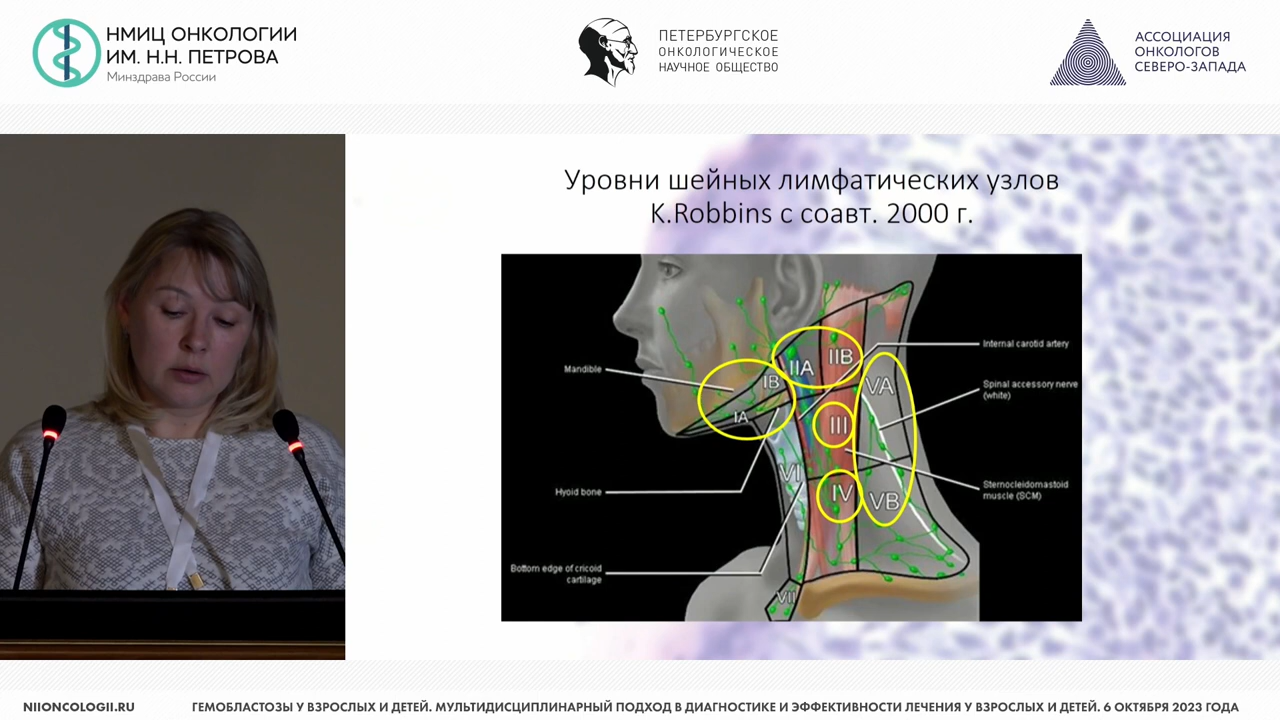 НМИЦ ОНКОЛОГИИ
ИМ. Н.Н. ПЕТРОВА
Минздрава России
ПЕТЕРБУРГСКОЕ
ОНКОЛОГИЧЕСКОЕ
НАУЧНОЕ ОБЩЕСТВО
АССОЦИАЦИЯ
ОНКОЛОГОВ
СЕВЕРО-ЗАПАДА
Уровни шейных лимфатических узлов
K.Robbins с соавт. 2000 г.
Mandible
Hyoid bone
Bottom edge of cricoid
cartilage
IA
IB
IIA
IIB
III
IV
VA
VB
VI
VII
Internal carotid artery
Spinal accessory nerve
(white)
Sternocleidomastoid
muscle (SCM)
NIIONCOLOGII.RU
ГЕМОБЛАСТОЗЫ У ВЗРОСЛЫХ И ДЕТЕЙ. МУЛЬТИДИСЦИПЛИНАРНЫЙ ПОДХОД В ДИАГНОСТИКЕ И ЭФФЕКТИВНОСТИ ЛЕЧЕНИЯ У ВЗРОСЛЫХ И ДЕТЕЙ. 6 ОКТЯБРЯ 2023 ГОДА